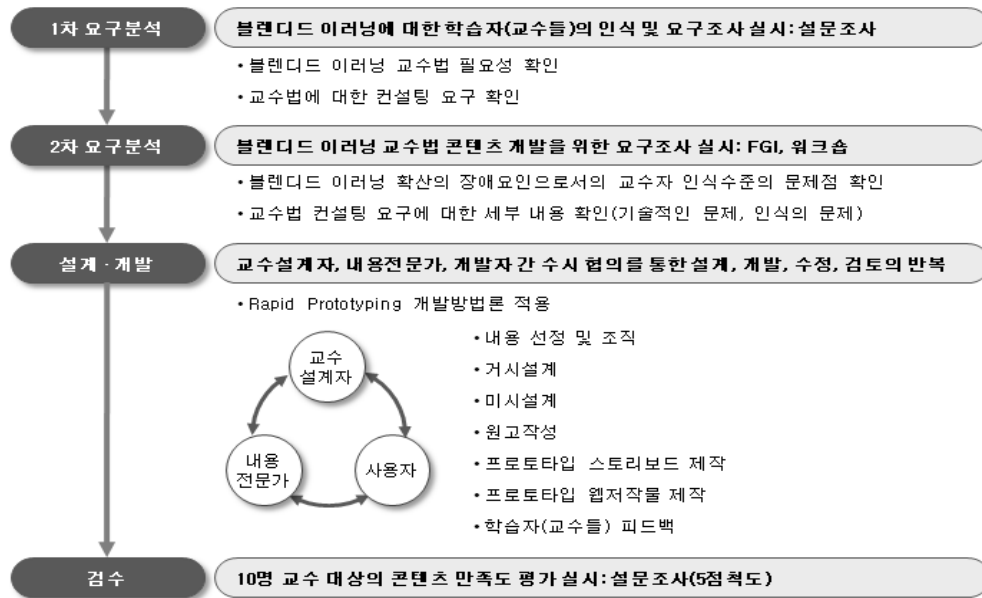 1차 요구분석
블렌디드 이러닝에 대한 학습자(교수들)의 인식 및 요구조사 실시: 설문조사
• 블렌디드 이러닝 교수법 필요성 확인
• 교수법에 대한 컨설팅 요구 확인
2차 요구분석
블렌디드 이러닝 교수법 콘텐츠 개발을 위한 요구조사 실시: FGI, 워크숍
• 블렌디드 이러닝 확산의 장애요인으로서의 교수자 인식수준의 문제점 확인
• 교수법 컨설팅 요구에 대한 세부 내용 확인(기술적인 문제, 인식의 문제)
설계·개발
교수설계자, 내용전문가, 개발자 간 수시 협의를 통한 설계, 개발, 수정, 검토의 반복
• Rapid Prototyping 개발방법론 적용
교수
설계자
내용
전문가
사용자
• 내용 선정 및 조직
• 거시설계
• 미시설계
• 원고작성
• 프로토타입 스토리보드 제작
• 프로토타입 웹저작물 제작
• 학습자(교수들) 피드백
검수
10명 교수 대상의 콘텐츠 만족도 평가 실시: 설문조사(5점척도)